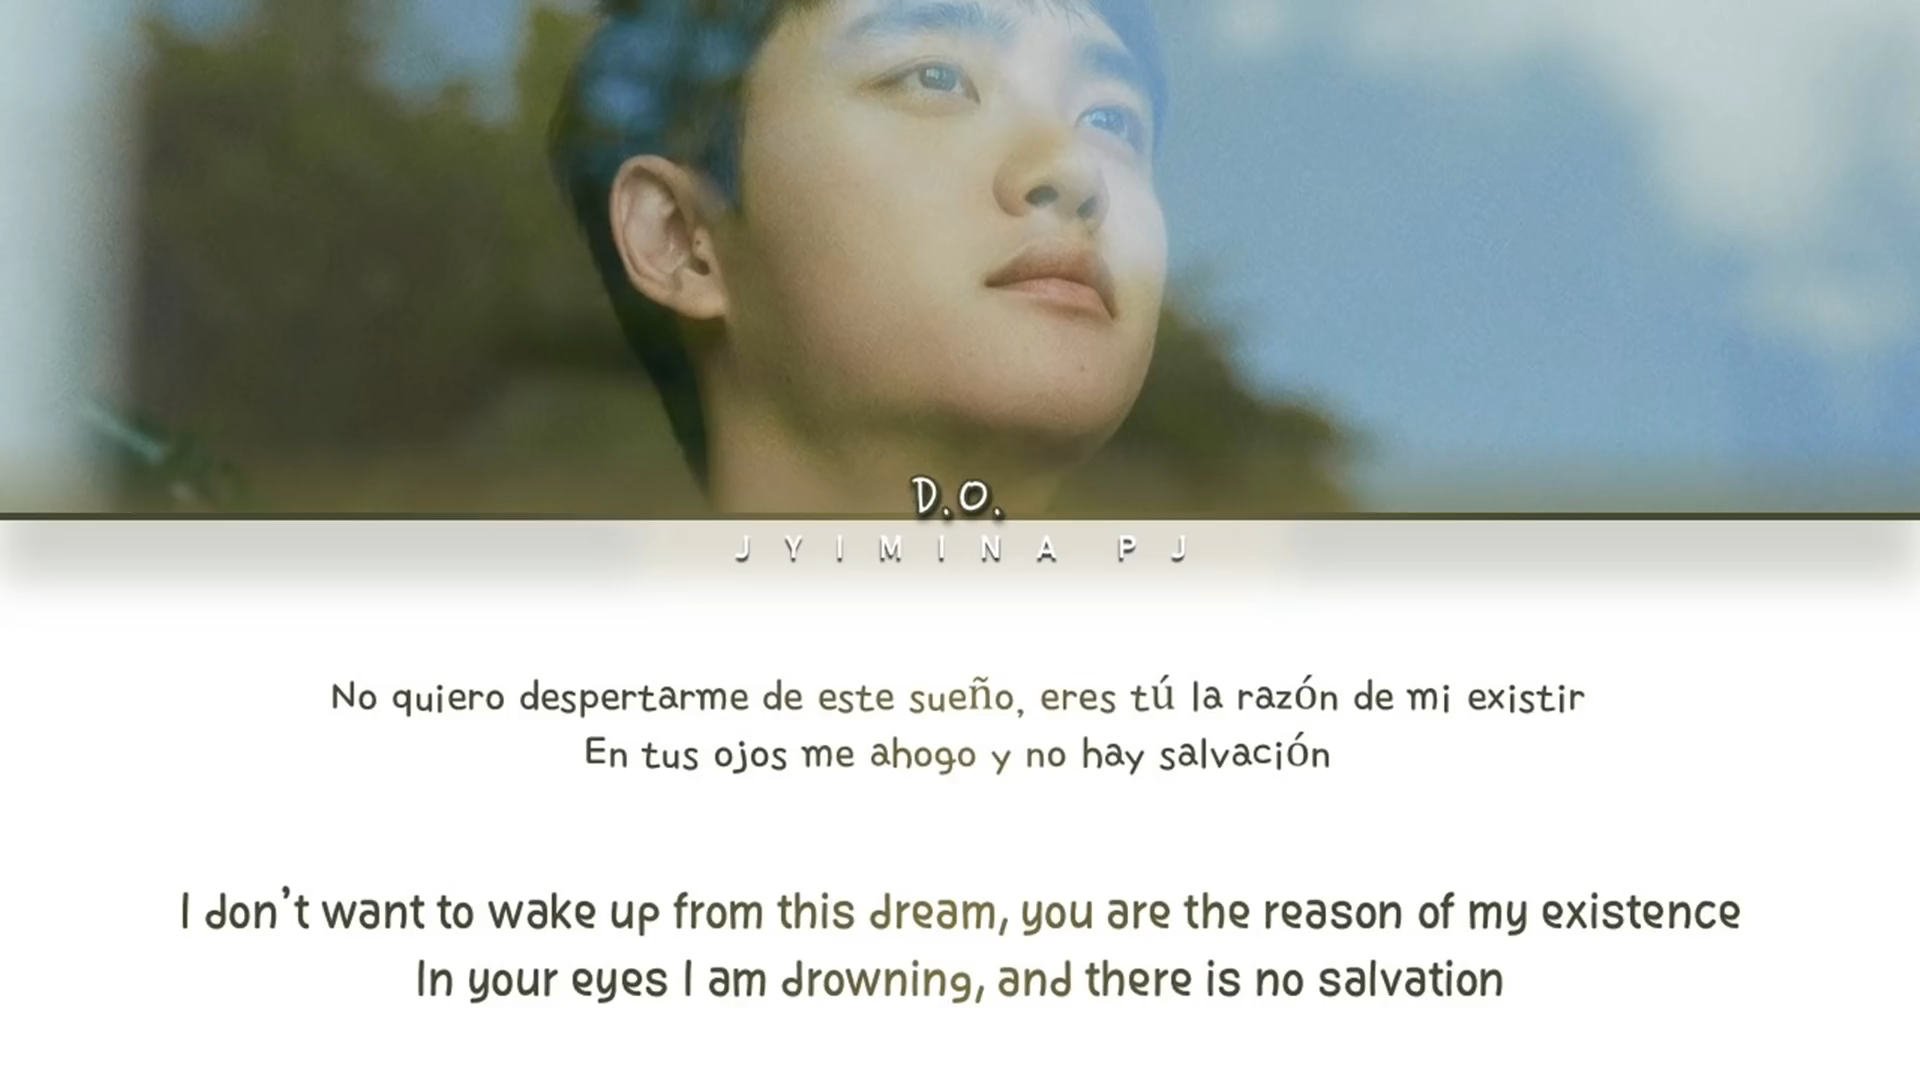 D.O.
JYIMINA PJ
No quiero despertarme de este sueño, eres tú la razón de mi existir
En tus ojos me ahogo y no hay salvación
I don't want to wake up from this dream, you are the reason of my existence
In your eyes I am drowning, and there is no salvation